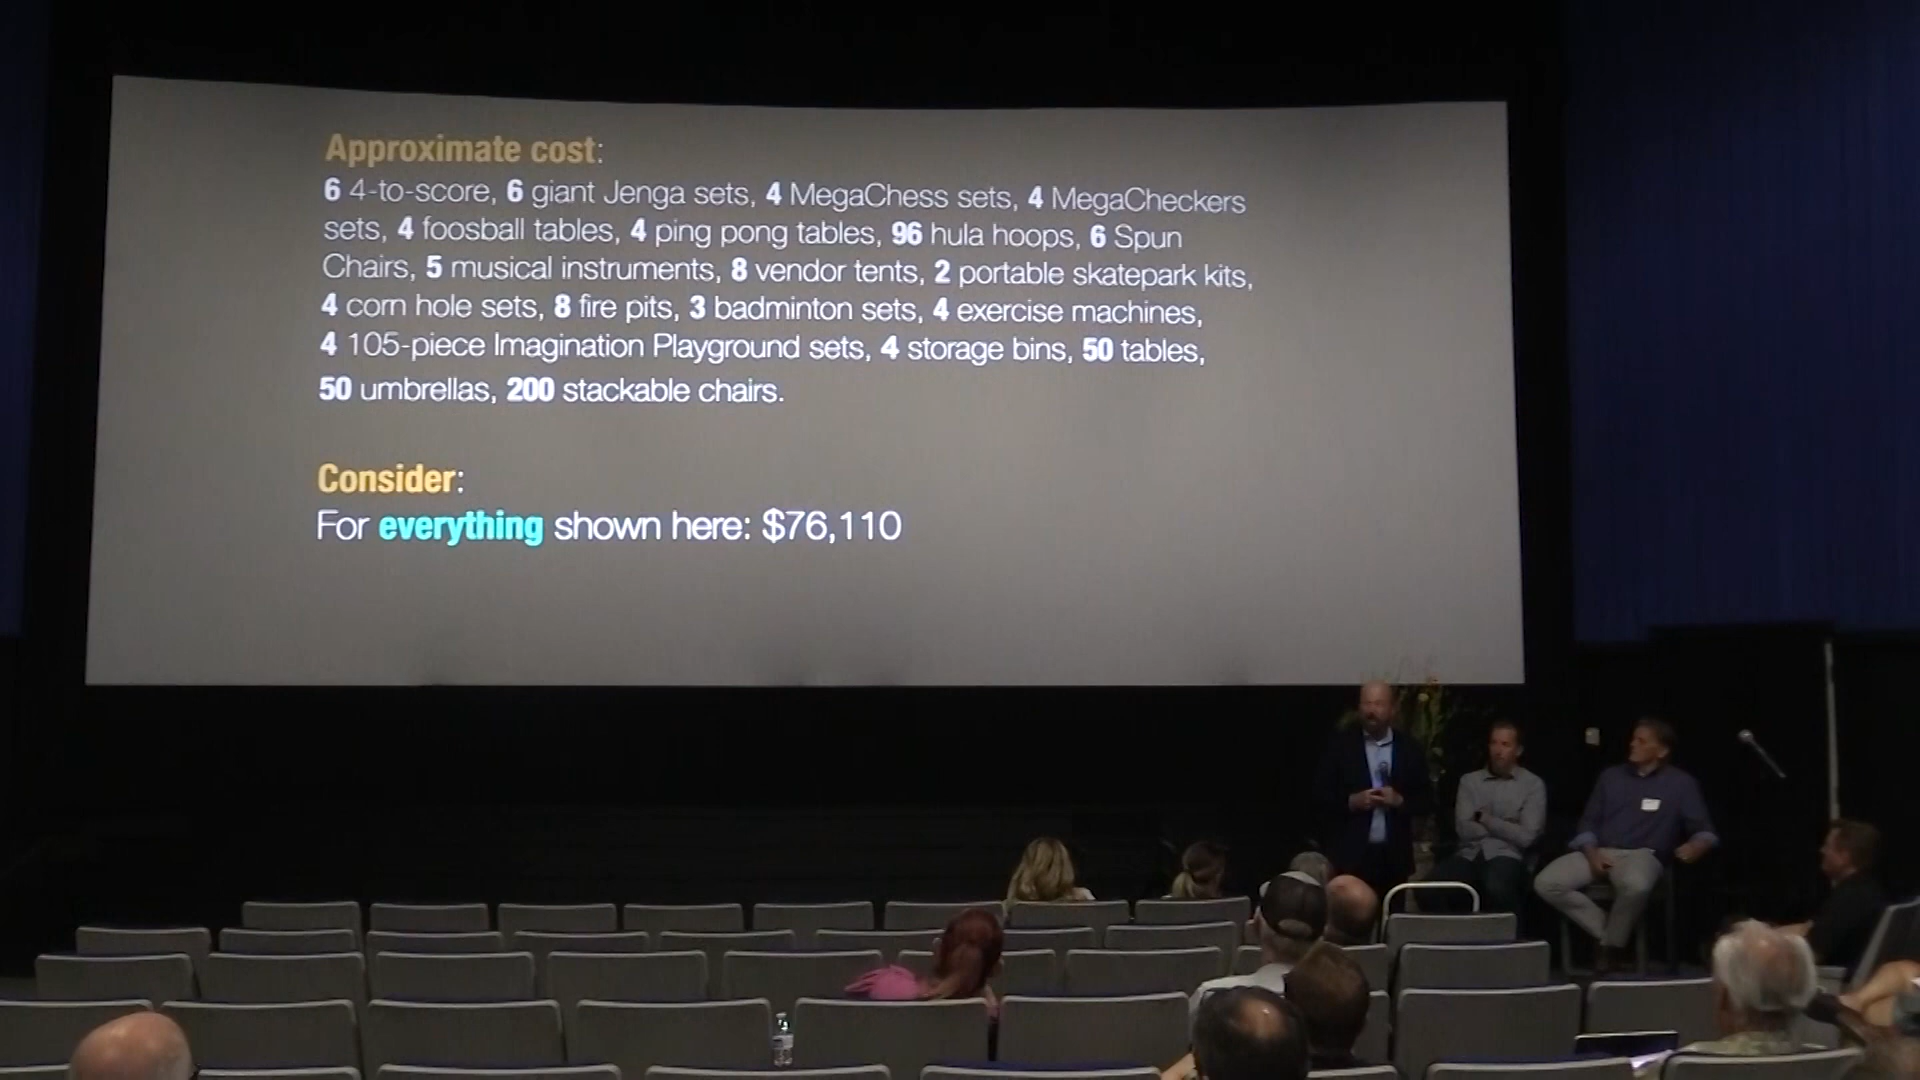 Approximate cost:
6 4-to-score, 6 giant Jenga sets, 4 MegaChess sets, 4 MegaCheckers
sets, 4 foosball tables, 4 ping pong tables, 96 hula hoops, 6 Spun
Chairs, 5 musical instruments, 8 vendor tents, 2 portable skatepark kits,
4 corn hole sets, 8 fire pits, 3 badminton sets, 4 exercise machines,
4 105-piece Imagination Playground sets, 4 storage bins, 50 tables,
50 umbrellas, 200 stackable chairs.
Consider:
For everything shown here: $76,110